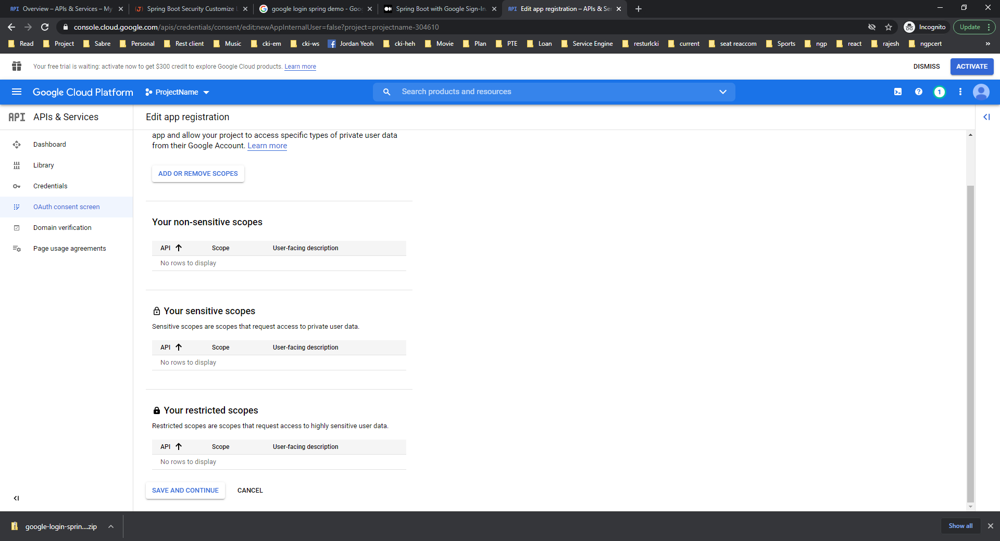 API Overview – APIs & Services – My
{J} Spring Boot Security Customize
google login spring demo - Goo
Spring Boot with Google Sign-In
API Edit app registration – APIs & Se
console.cloud.google.com/apis/credentials/consent/edit;newAppInternalUser=false?project=projectname-304610
Incognito
Update
Read
Project
Sabre
Personal
Rest client
Music
cki-em
cki-ws
Jordan Yeoh
cki-heh
Movie
Plan
PTE
Loan
Service Engine
resturlcki
current
seat reaccom
Sports
ngp
react
rajesh
ngpcert
»
Your free trial is waiting: activate now to get $300 credit to explore Google Cloud products. Learn more
DISMISS
ACTIVATE
Google Cloud Platform
ProjectName
Search products and resources
1
API APIs & Services
Dashboard
Library
Credentials
OAuth consent screen
Domain verification
Page usage agreements
Edit app registration
app and allow your project to access specific types of private user data
from their Google Account. Learn more
ADD OR REMOVE SCOPES
Your non-sensitive scopes
API Scope User-facing description
No rows to display
Your sensitive scopes
Sensitive scopes are scopes that request access to private user data.
API Scope User-facing description
No rows to display
Your restricted scopes
Restricted scopes are scopes that request access to highly sensitive user data.
API Scope User-facing description
No rows to display
SAVE AND CONTINUE
CANCEL
google-login-sprin....zip
Show all